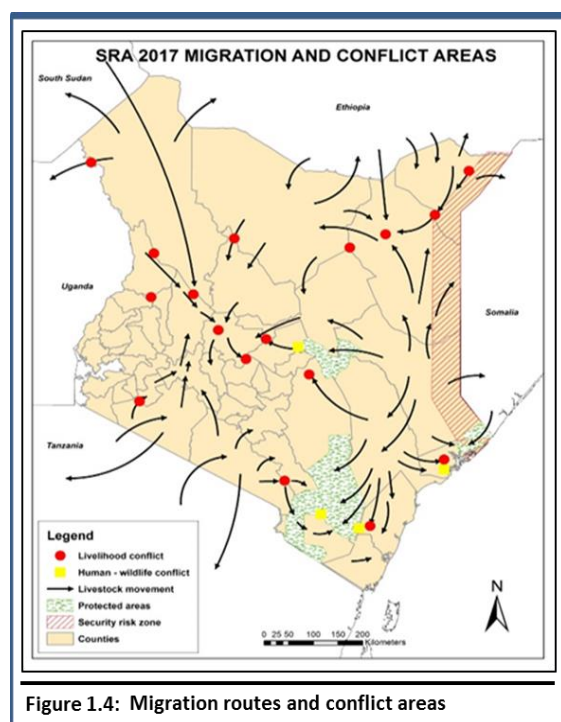 SRA 2017 MIGRATION AND CONFLICT AREAS
South Sudan
Ethiopia
Uganda
Somalia
Tanzania
Legend
Livelihood conflict
Human - wildlife conflict
Livestock movement
Protected areas
Security risk zone
Counties
N
0 25 50 100 150 200
Kilometers
Figure 1.4: Migration routes and conflict areas